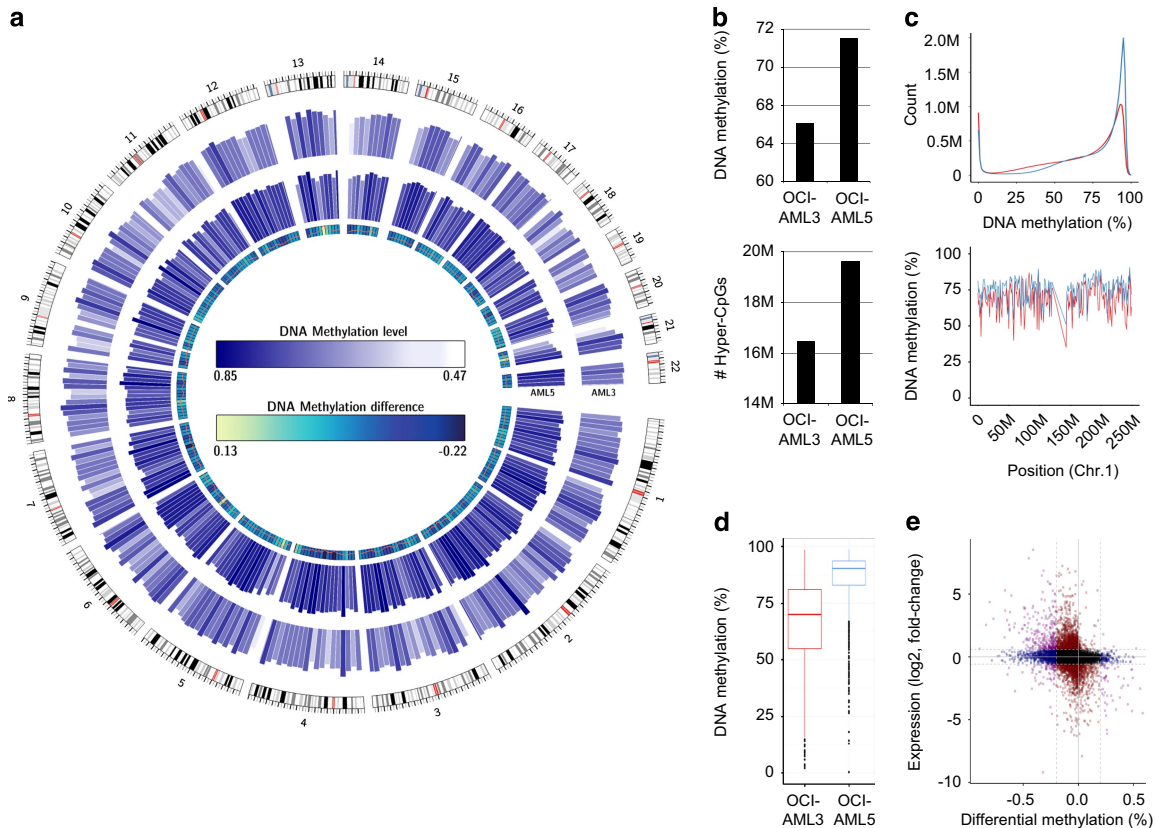 a
1
2
3
4
5
6
7
8
9
10
11
12
13
14
15
16
17
18
19
20
21
22
AML5
AML3
DNA Methylation level
0.85
0.47
DNA Methylation difference
0.13
-0.22
b
DNA methylation (%)
72
70
68
64
60
OCI-
AML3
OCI-
AML5
# Hyper-CpGs
20M
18M
16M
14M
OCI-
AML3
OCI-
AML5
c
Count
2.0M
1.5M
1.0M
0.5M
0
0
25
50
75
100
DNA methylation (%)
DNA methylation (%)
100
75
50
25
0
0
50M
100M
150M
200M
250M
Position (Chr.1)
d
DNA methylation (%)
100
75
50
25
0
OCI-
AML3
OCI-
AML5
e
Expression (log2, fold-change)
5
0
-5
-10
-0.5
0.0
0.5
Differential methylation (%)